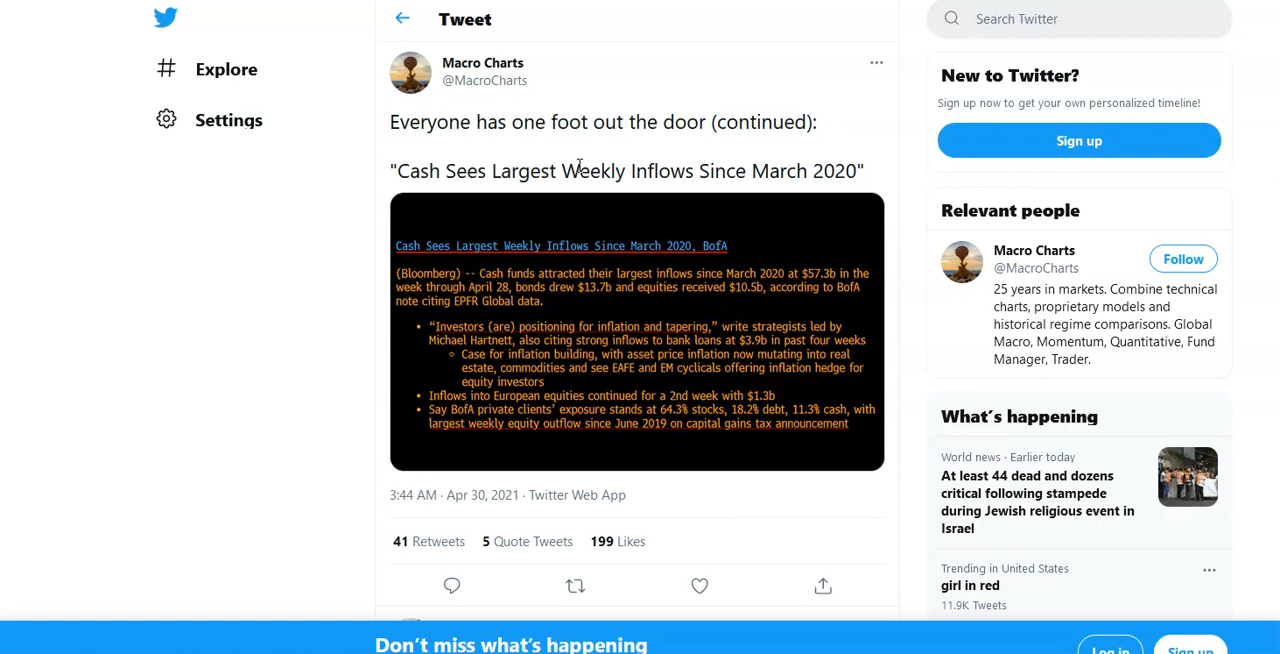 Explore
Settings
Tweet
Macro Charts
@MacroCharts
Everyone has one foot out the door (continued):
"Cash Sees Largest Weekly Inflows Since March 2020"
Cash Sees Largest Weekly Inflows Since March 2020, BofA
(Bloomberg) -- Cash funds attracted their largest inflows since March 2020 at $57.3b in the
week through April 28, bonds drew $13.7b and equities received $10.5b, according to BofA
note citing EPFR Global data.
• “Investors (are) positioning for inflation and tapering,” write strategists led by
Michael Hartnett, also citing strong inflows to bank loans at $3.9b in past four weeks
○ Case for inflation building, with asset price inflation now mutating into real
estate, commodities and see EAFE and EM cyclicals offering inflation hedge for
equity investors
• Inflows into European equities continued for a 2nd week with $1.3b
• Say BofA private clients’ exposure stands at 64.3% stocks, 18.2% debt, 11.3% cash, with
largest weekly equity outflow since June 2019 on capital gains tax announcement
3:44 AM · Apr 30, 2021 · Twitter Web App
41 Retweets 5 Quote Tweets 199 Likes
Search Twitter
New to Twitter?
Sign up now to get your own personalized timeline!
Sign up
Relevant people
Macro Charts
@MacroCharts
Follow
25 years in markets. Combine technical
charts, proprietary models and
historical regime comparisons. Global
Macro, Momentum, Quantitative, Fund
Manager, Trader.
What’s happening
World news · Earlier today
At least 44 dead and dozens
critical following stampede
during Jewish religious event in
Israel
Trending in United States
girl in red
11.9K Tweets
Don’t miss what’s happening
Log in
Sign up